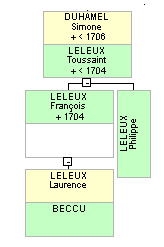 DUHAMEL
Simone
+ < 1706
LELEUX
Toussaint
+ < 1704
LELEUX
François
+ 1704
LELEUX
Philippe
LELEUX
Laurence
BECCU